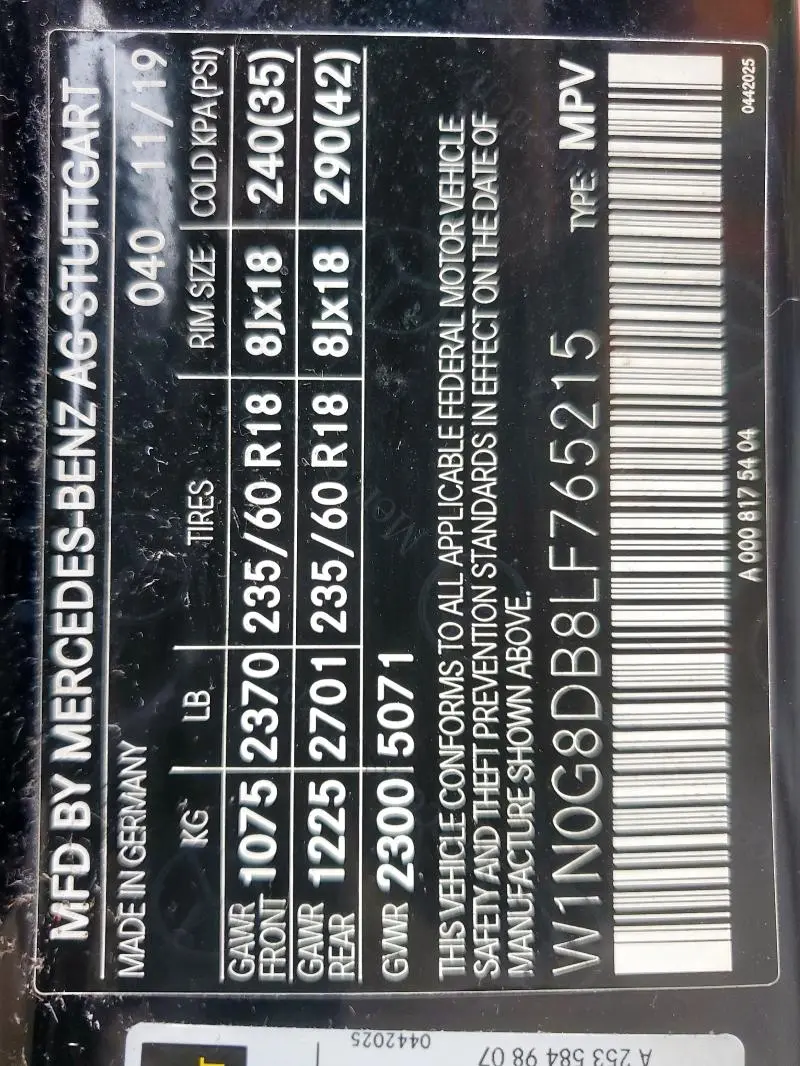 MFD BY MERCEDES-BENZ AG STUTTGART
MADE IN GERMANY 040 11/19
KG LB TIRES RIM SIZE COLD KPA(PSI)
GAWR FRONT 1075 2370 235/60 R18 8Jx18 240(35)
GAWR REAR 1225 2701 235/60 R18 8Jx18 290(42)
GVWR 2300 5071
THIS VEHICLE CONFORMS TO ALL APPLICABLE FEDERAL MOTOR VEHICLE
SAFETY AND THEFT PREVENTION STANDARDS IN EFFECT ON THE DATE OF
MANUFACTURE SHOWN ABOVE.
W1N0G8DB8LF765215 TYPE: MPV
A 000 817 54 04 0442025
0442025
A 253 584 98 07